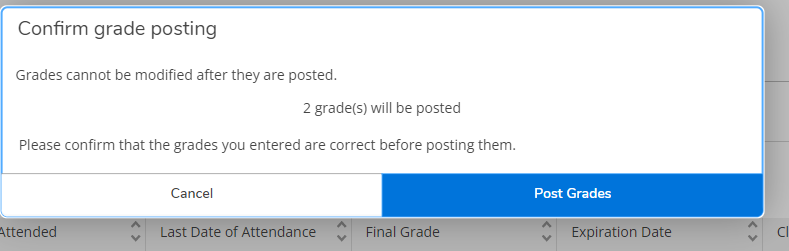 Confirm grade posting
Grades cannot be modified after they are posted.
2 grade(s) will be posted
Please confirm that the grades you entered are correct before posting them.
Cancel Post Grades
Attended Last Date of Attendance Final Grade Expiration Date